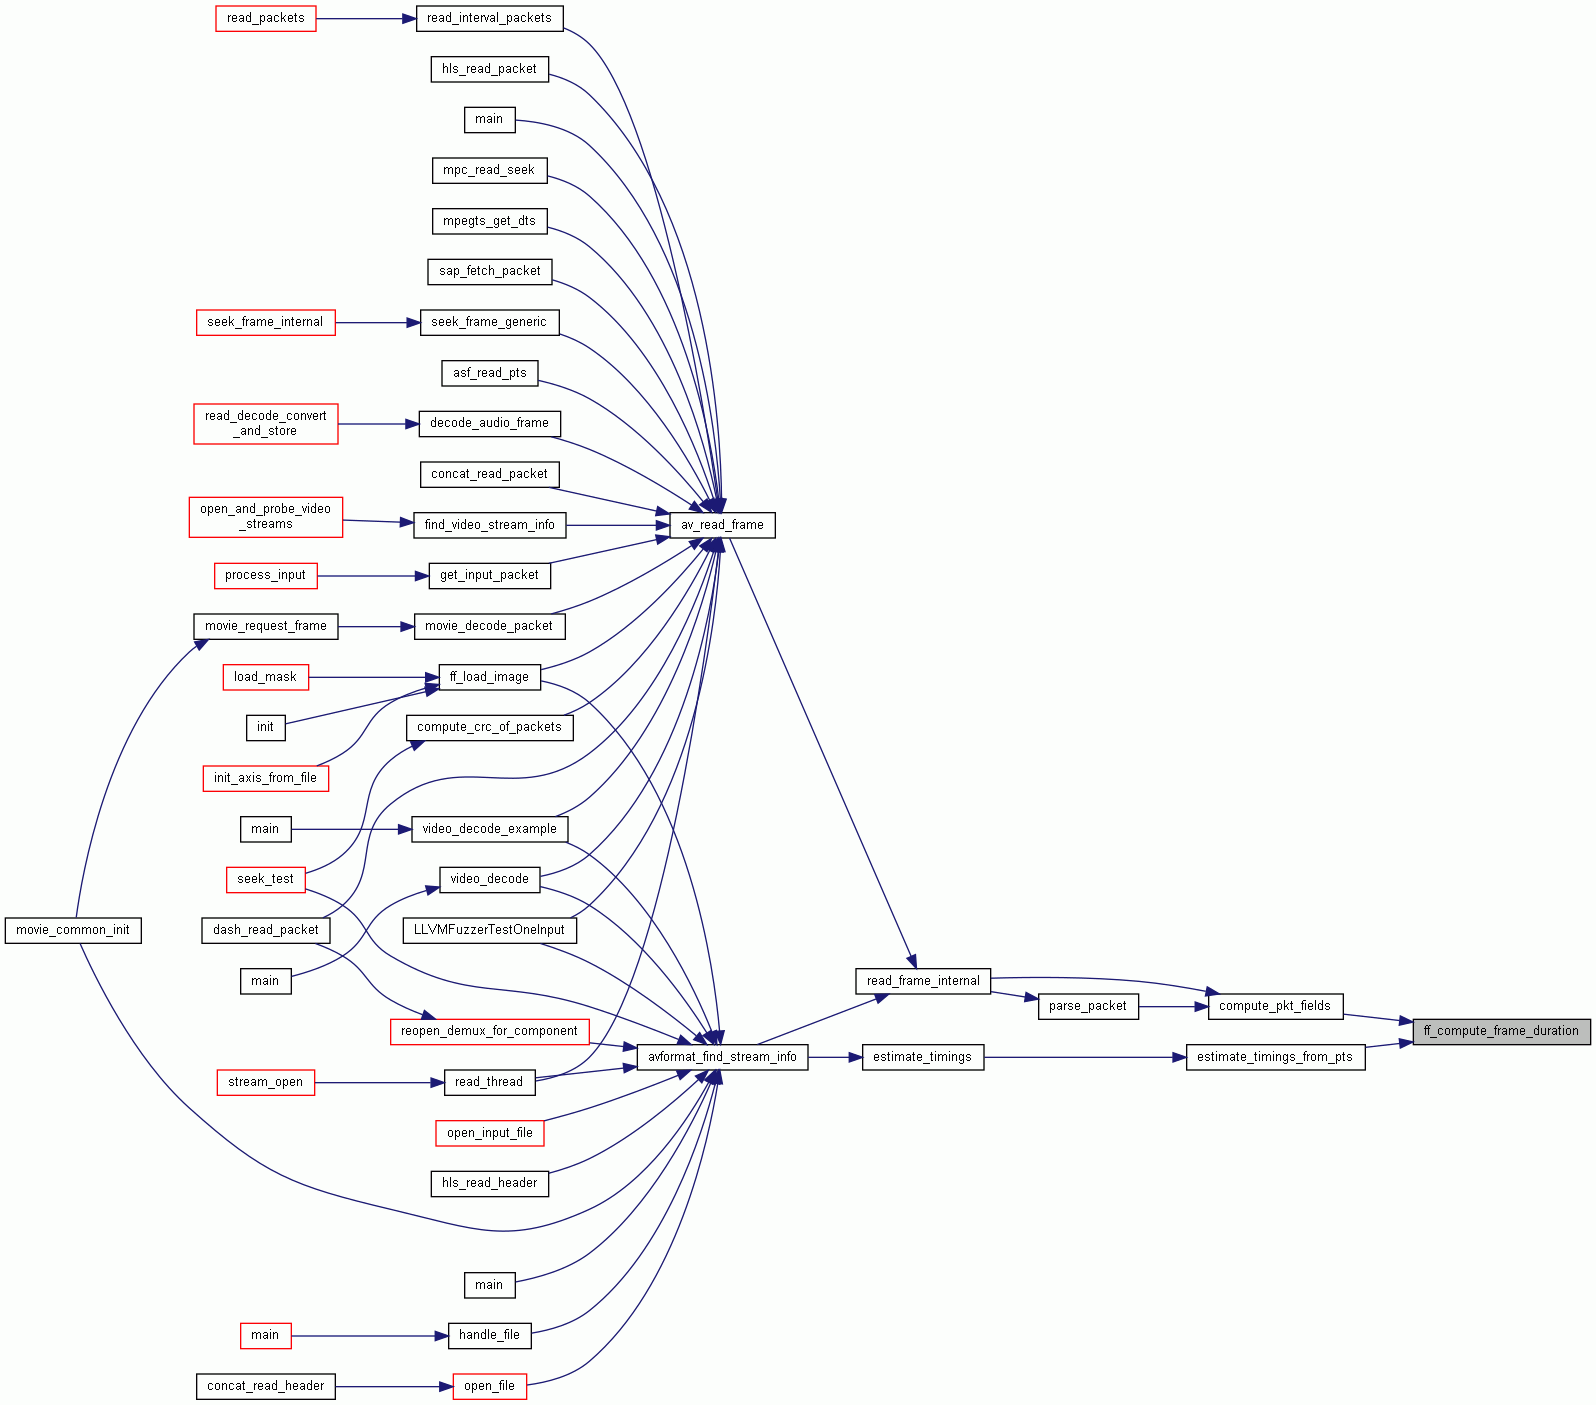 read_packets
read_interval_packets
hls_read_packet
main
mpc_read_seek
mpegts_get_dts
sap_fetch_packet
seek_frame_internal
seek_frame_generic
asf_read_pts
read_decode_convert
_and_store
decode_audio_frame
concat_read_packet
open_and_probe_video
_streams
find_video_stream_info
av_read_frame
process_input
get_input_packet
movie_request_frame
movie_decode_packet
load_mask
ff_load_image
init
compute_crc_of_packets
init_axis_from_file
main
video_decode_example
seek_test
video_decode
movie_common_init
dash_read_packet
LLVMFuzzerTestOneInput
main
read_frame_internal
parse_packet
compute_pkt_fields
reopen_demux_for_component
ff_compute_frame_duration
avformat_find_stream_info
estimate_timings
estimate_timings_from_pts
stream_open
read_thread
open_input_file
hls_read_header
main
main
handle_file
concat_read_header
open_file